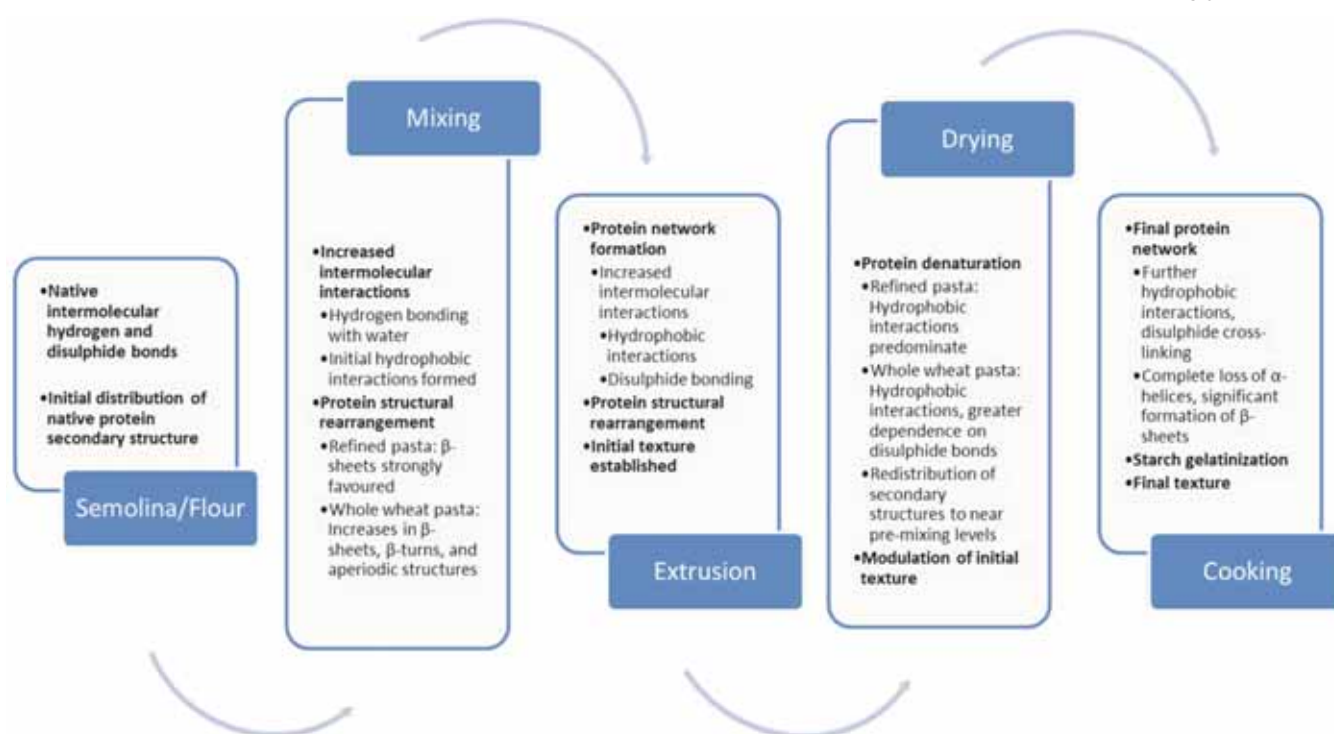 •Native
intermolecular
hydrogen and
disulphide bonds
•Initial distribution of
native protein
secondary structure
Semolina/Flour
Mixing
•Increased
intermolecular
interactions
•Hydrogen bonding
with water
•Initial hydrophobic
interactions formed
•Protein structural
rearrangement
•Refined pasta: β-
sheets strongly
favoured
•Whole wheat pasta:
Increases in β-
sheets, β-turns, and
aperiodic structures
•Protein network
formation
•Increased
intermolecular
interactions
•Hydrophobic
interactions
•Disulphide bonding
•Protein structural
rearrangement
•Initial texture
established
Extrusion
Drying
•Protein denaturation
•Refined pasta:
Hydrophobic
interactions
predominate
•Whole wheat pasta:
Hydrophobic
interactions, greater
dependence on
disulphide bonds
•Redistribution of
secondary
structures to near
pre-mixing levels
•Modulation of initial
texture
•Final protein
network
•Further
hydrophobic
interactions,
disulphide cross-
linking
•Complete loss of α-
helices, significant
formation of β-
sheets
•Starch gelatinization
•Final texture
Cooking